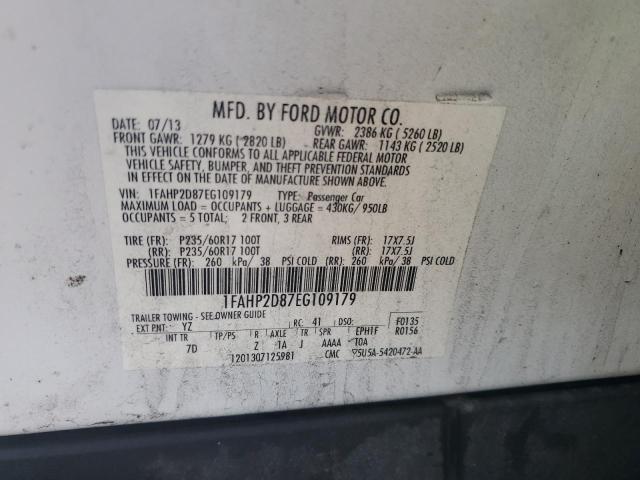 MFD. BY FORD MOTOR CO.
DATE: 07/13 GVWR: 2386 KG ( 5260 LB)
FRONT GAWR: 1279 KG ( 2820 LB) REAR GAWR: 1143 KG ( 2520 LB)
THIS VEHICLE CONFORMS TO ALL APPLICABLE FEDERAL MOTOR
VEHICLE SAFETY, BUMPER, AND THEFT PREVENTION STANDARDS
IN EFFECT ON THE DATE OF MANUFACTURE SHOWN ABOVE.
VIN: 1FAHP2D87EG109179 TYPE: Passenger Car
MAXIMUM LOAD = OCCUPANTS + LUGGAGE = 430KG/ 950LB
OCCUPANTS = 5 TOTAL; 2 FRONT, 3 REAR
TIRE (FR): P235/60R17 100T RIMS (FR): 17X7.5J
(RR): P235/60R17 100T (RR): 17X7.5J
PRESSURE (FR): 260 kPa/ 38 PSI COLD (RR): 260 kPa/ 38 PSI COLD
1FAHP2D87EG109179
TRAILER TOWING - SEE OWNER GUIDE
EXT PNT: YZ RC: 41 DSO: F0135
INT TR TP/PS R AXLE TR SPR EPH1F R0156
7D Z 1A J AAAA TOA
1201307125981 CMC 5U5A-5420472-AA